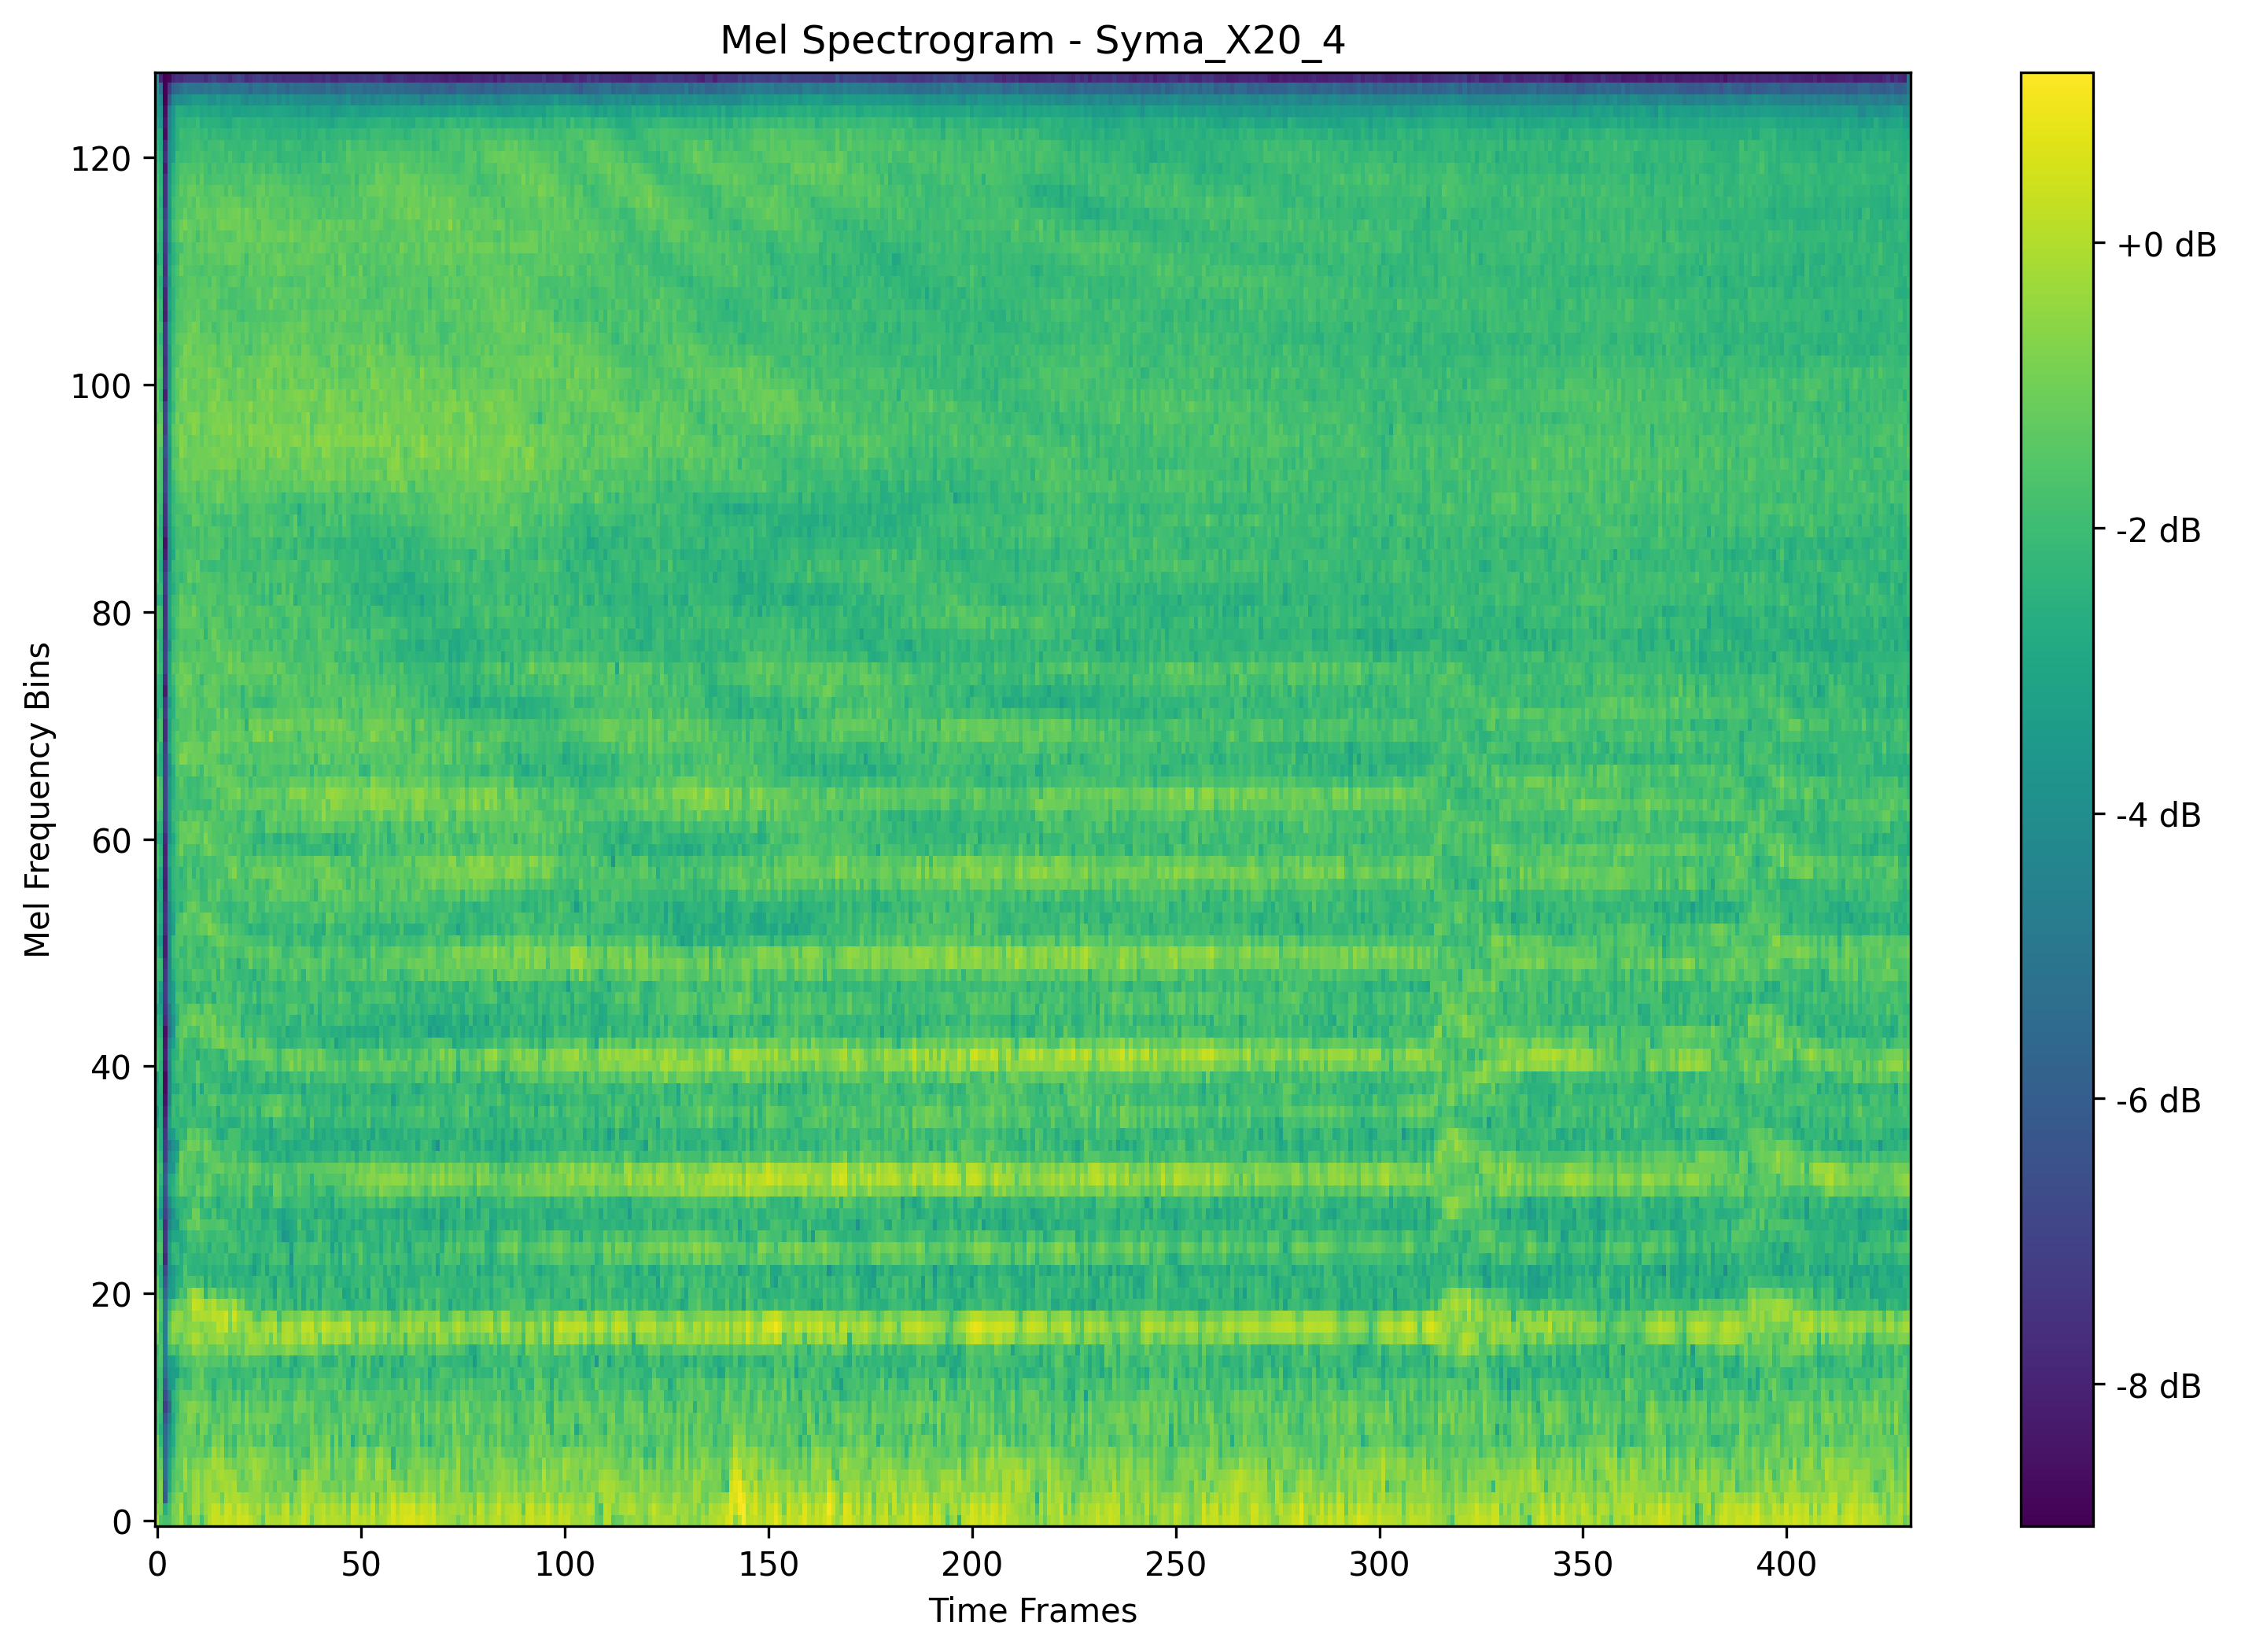 Mel Spectrogram - Syma_X20_4
Mel Frequency Bins
120
100
80
60
40
20
0
0 50 100 150 200 250 300 350 400
Time Frames
+0 dB
-2 dB
-4 dB
-6 dB
-8 dB